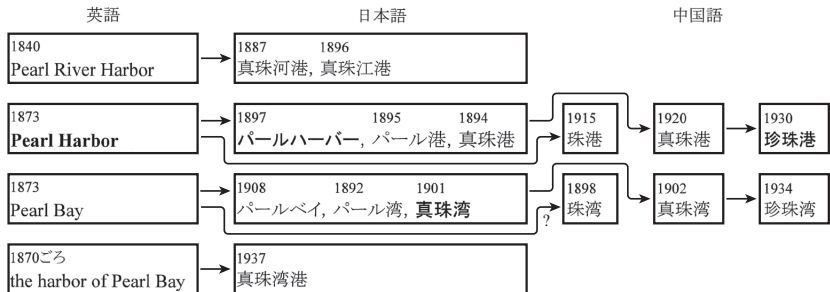 英語
日本語
中国語
1840
Pearl River Harbor
1887 1896
真珠河港, 真珠江港
1873
Pearl Harbor
1897 1895 1894
パールハーバー, パール港, 真珠港
1915
珠港
1920
真珠港
1930
珍珠港
1873
Pearl Bay
1908 1892 1901
パールベイ, パール湾, 真珠湾
?
1898
珠湾
1902
真珠湾
1934
珍珠湾
1870ごろ
the harbor of Pearl Bay
1937
真珠湾港